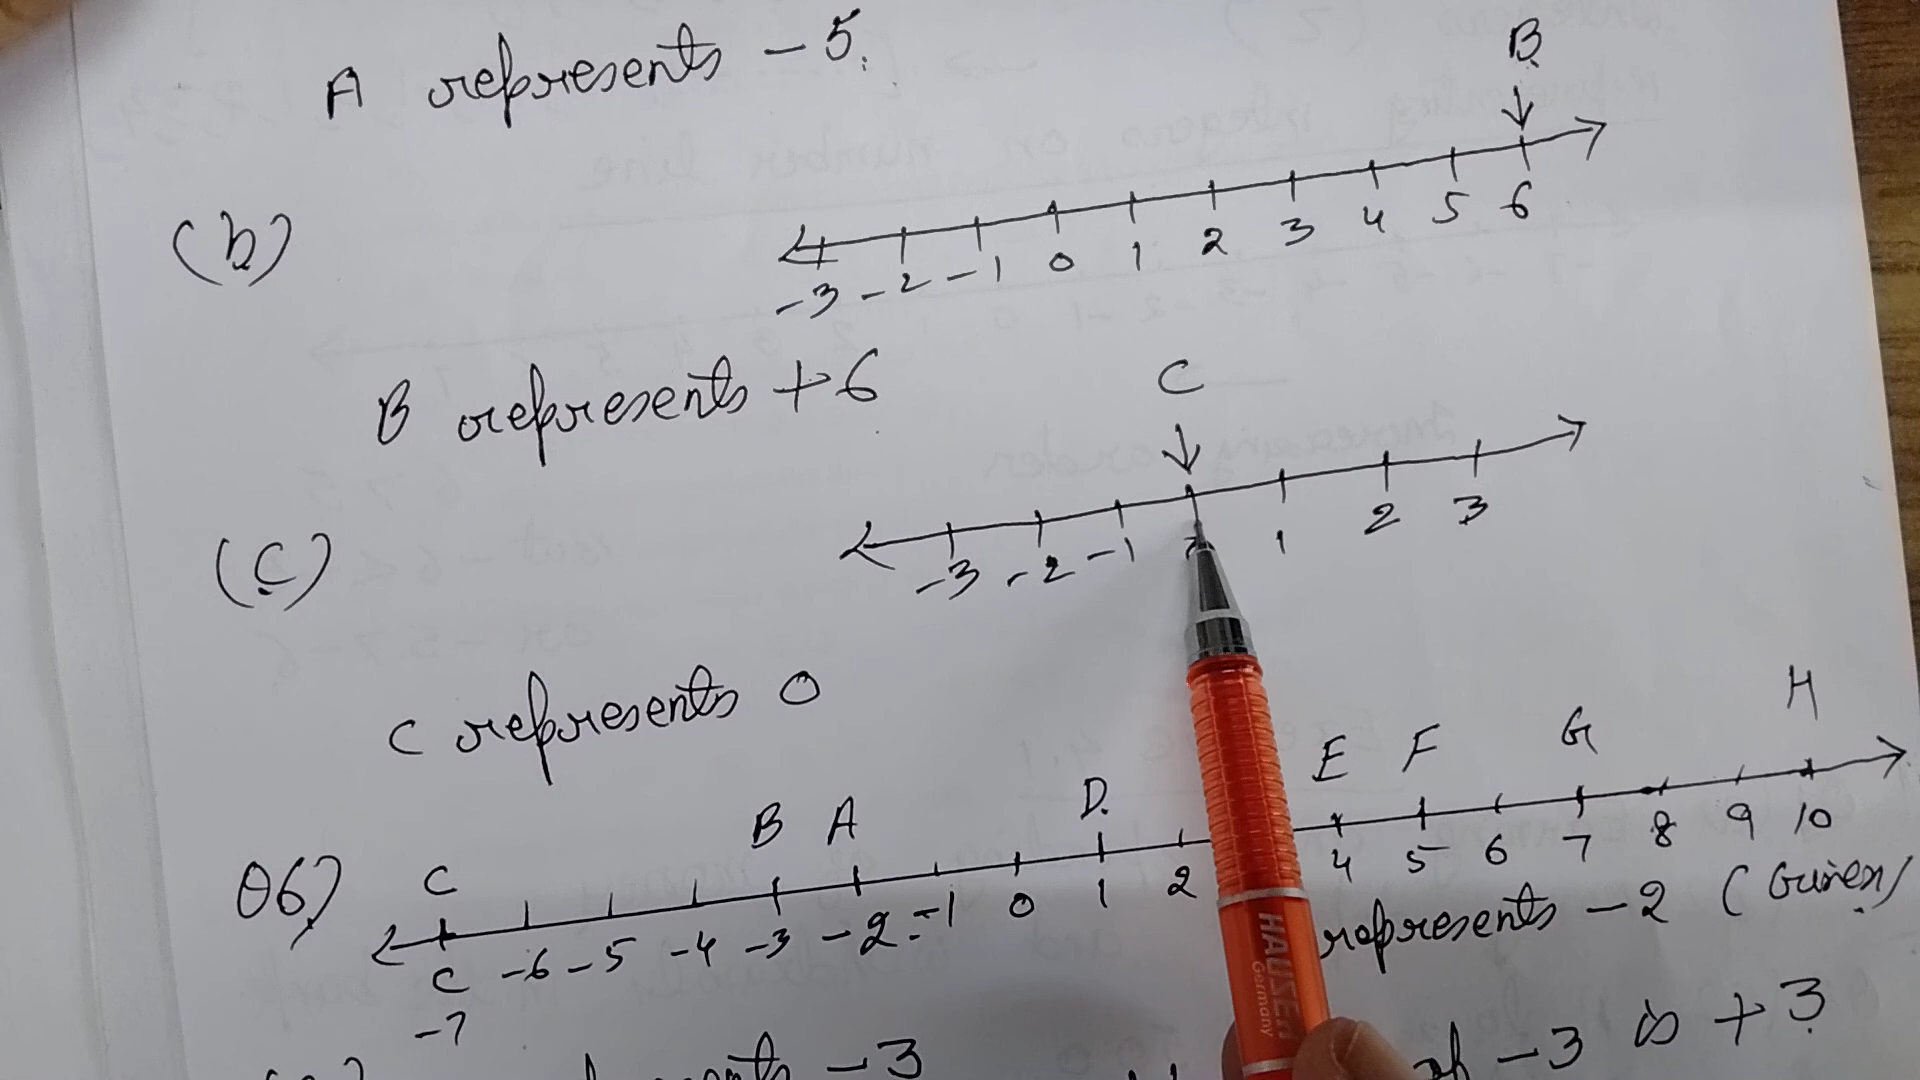 A represents -5.
B
(b)
-3 -2 -1 0 1 2 3 4 5 6
B represents +6
C
(C)
-3 -2 -1 1 2 3
C represents 0
Q6)
C B A D. E F G H
C -6 -5 -4 -3 -2 -1 0 1 2 4 5 6 7 8 9 10
-7
represents -2 (Given)
-3
of -3 is +3
HAUSER
Germany